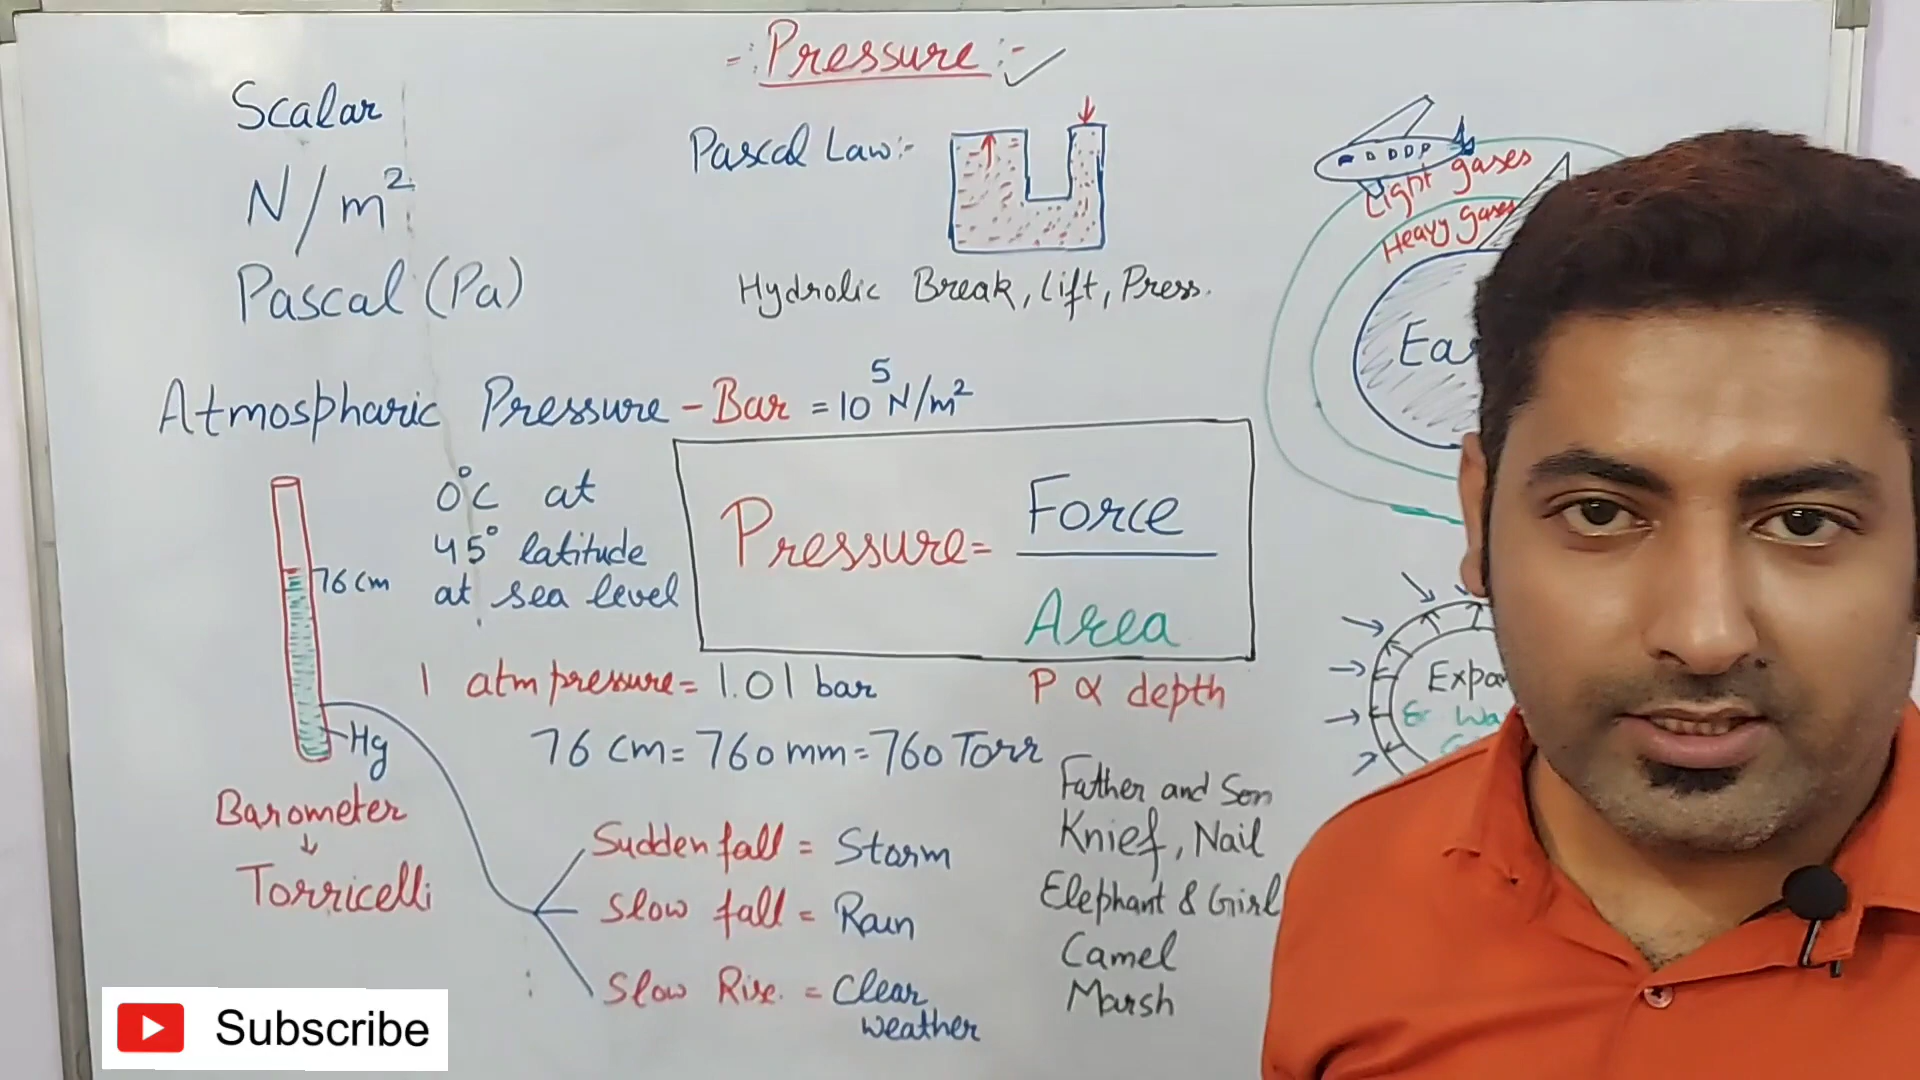 -: Pressure :-
Scalar
N/m²
Pascal (Pa)
Pascal Law:-
Hydrolic Break, Lift, Press.
Light gases
Heavy gases
Atmospharic Pressure - Bar = 10⁵ N/m²
0°C at
45° latitude
at sea level
76 cm
Hg
Barometer
Torricelli
Pressure = Force
Area
1 atm pressure = 1.01 bar
P ∝ depth
76 cm = 760 mm = 760 Torr
Sudden fall = Storm
Slow fall = Rain
Slow Rise. = Clear
weather
Father and Son
Knief, Nail
Elephant & Girl
Camel
Marsh
Subscribe